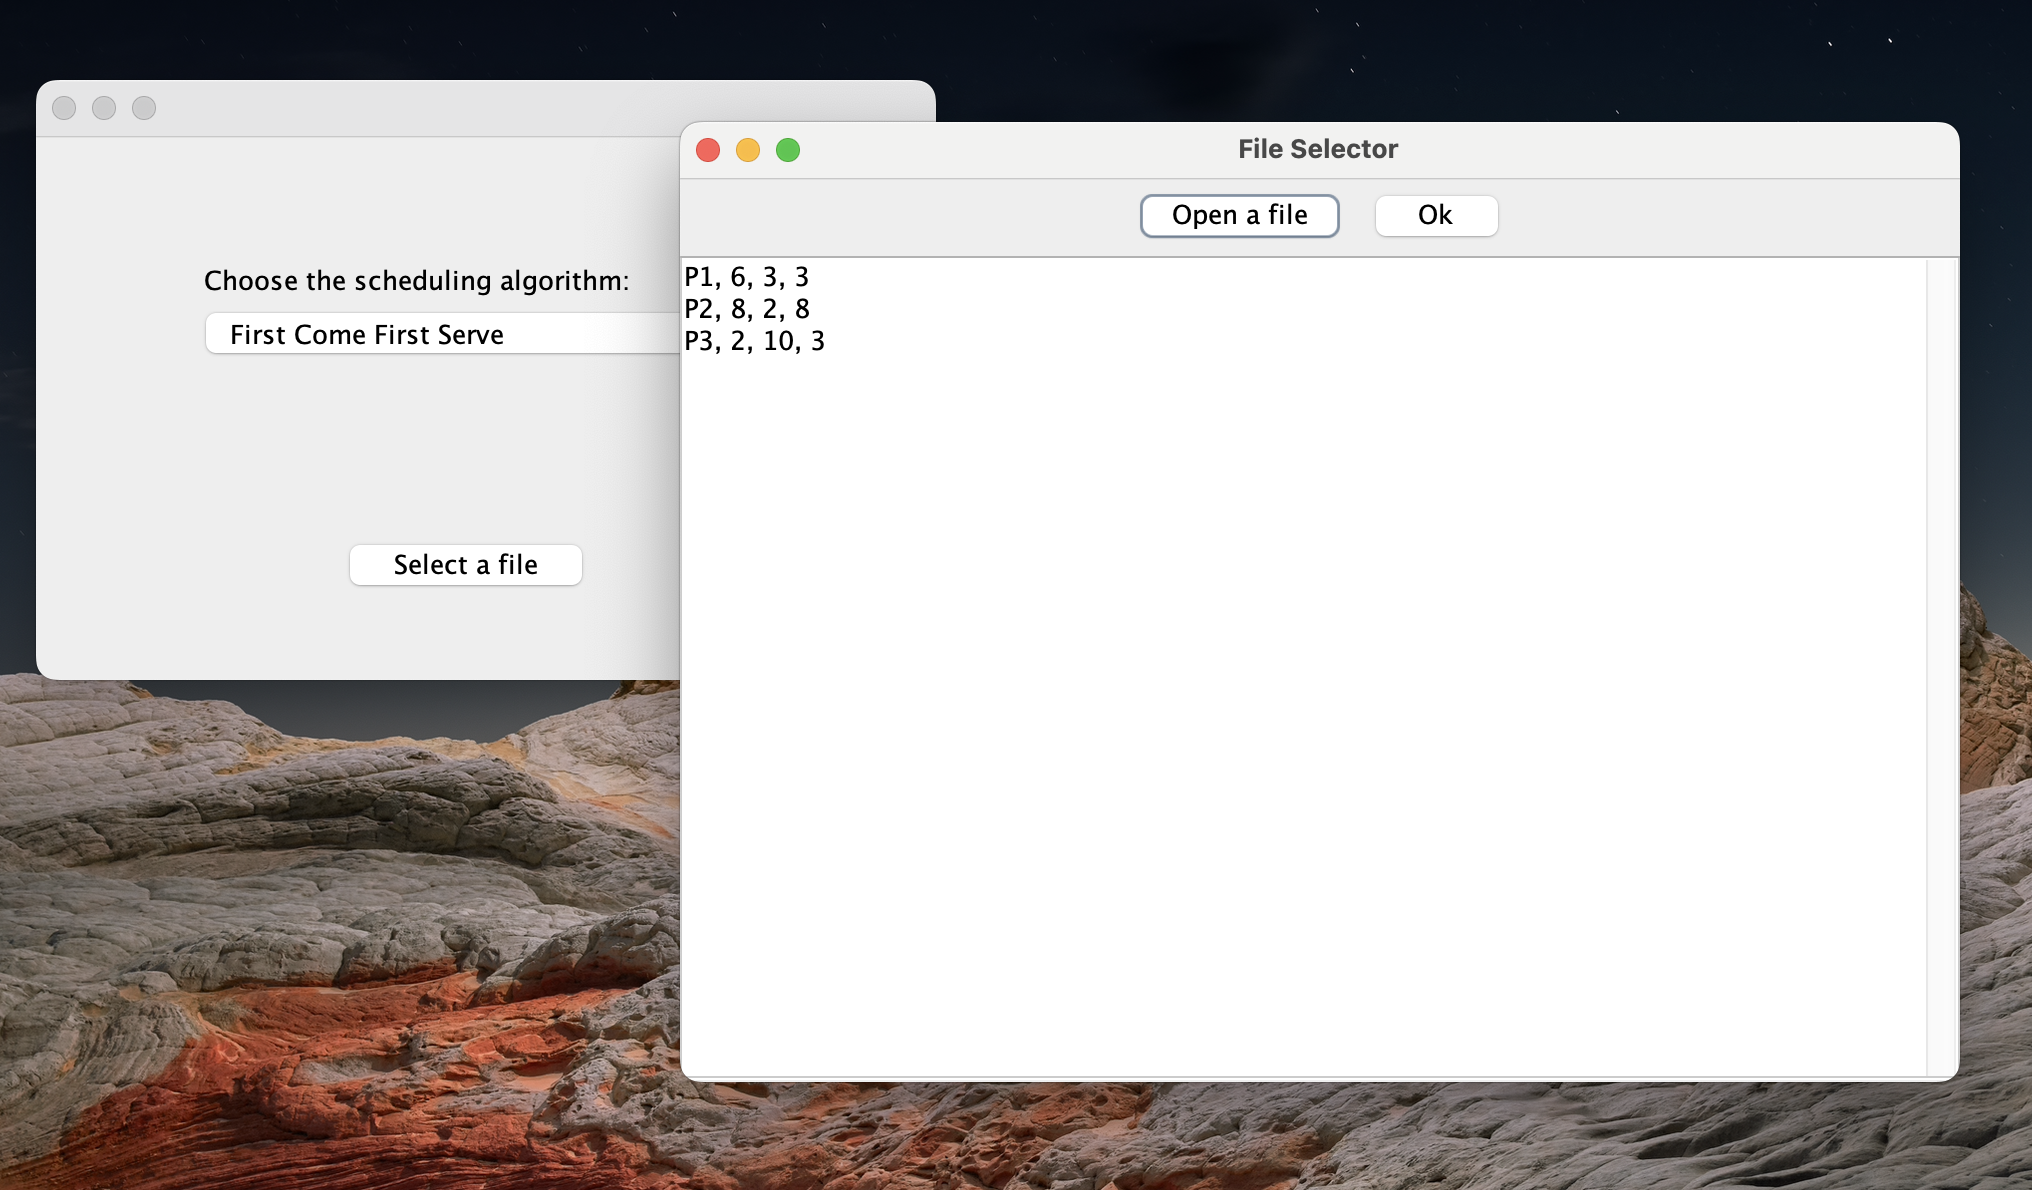 Choose the scheduling algorithm:
First Come First Serve
Select a file
File Selector
Open a file
Ok
P1, 6, 3, 3
P2, 8, 2, 8
P3, 2, 10, 3